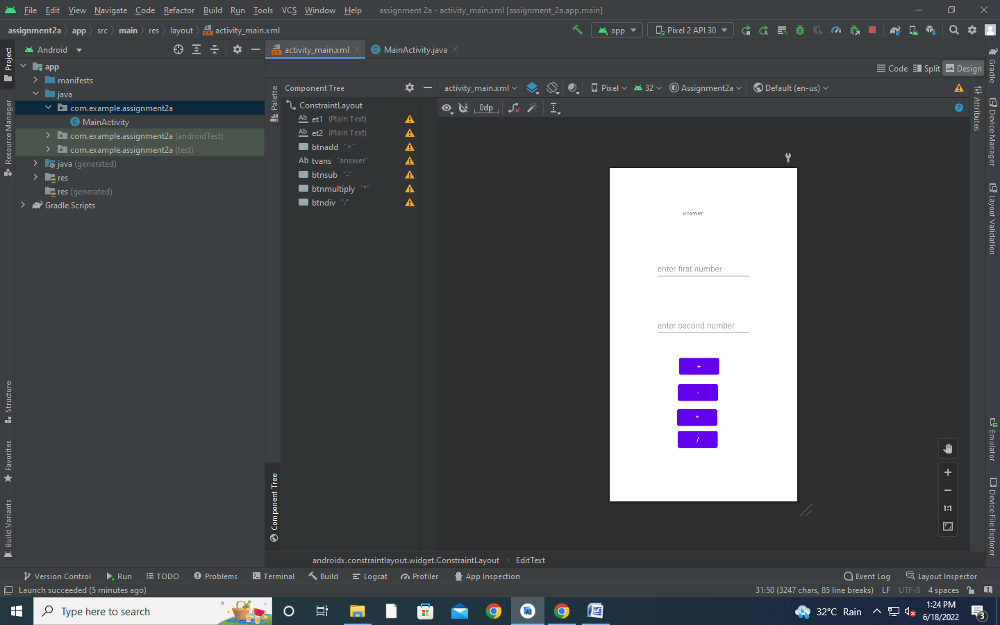 File Edit View Navigate Code Refactor Build Run Tools VCS Window Help assignment 2a - activity_main.xml [assignment_2a.app.main]
assignment2a app src main res layout activity_main.xml app Pixel 2 API 30
Project
Android
activity_main.xml MainActivity.java
Code Split Design
app
manifests
java
com.example.assignment2a
MainActivity
com.example.assignment2a (androidTest)
com.example.assignment2a (test)
java (generated)
res
res (generated)
Gradle Scripts
Resource Manager
Structure
Favorites
Build Variants
Palette
Component Tree
Component Tree
ConstraintLayout
Ab et1 (Plain Text)
Ab et2 (Plain Text)
btnadd "+"
Ab tvans "answer"
btnsub "-"
btnmultiply "*"
btndiv "/"
activity_main.xml Pixel 32 Assignment2a Default (en-us)
0dp
answer
enter first number
enter second number
+
-
*
/
1:1
Attributes
Gradle
Device Manager
Layout Validation
Emulator
Device File Explorer
androidx.constraintlayout.widget.ConstraintLayout EditText
Version Control Run TODO Problems Terminal Build Logcat Profiler App Inspection Event Log Layout Inspector
Launch succeeded (5 minutes ago) 31:50 (3247 chars, 85 line breaks) LF UTF-8 4 spaces
Type here to search 32°C Rain 1:24 PM
6/18/2022
3